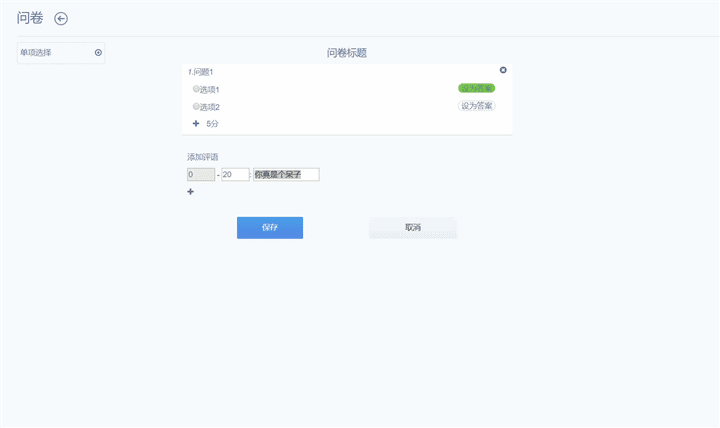 问卷
单项选择
问卷标题
1.问题1
选项1 设为答案
选项2 设为答案
5分
添加评语
0 - 20 : 你真是个呆子
保存 取消